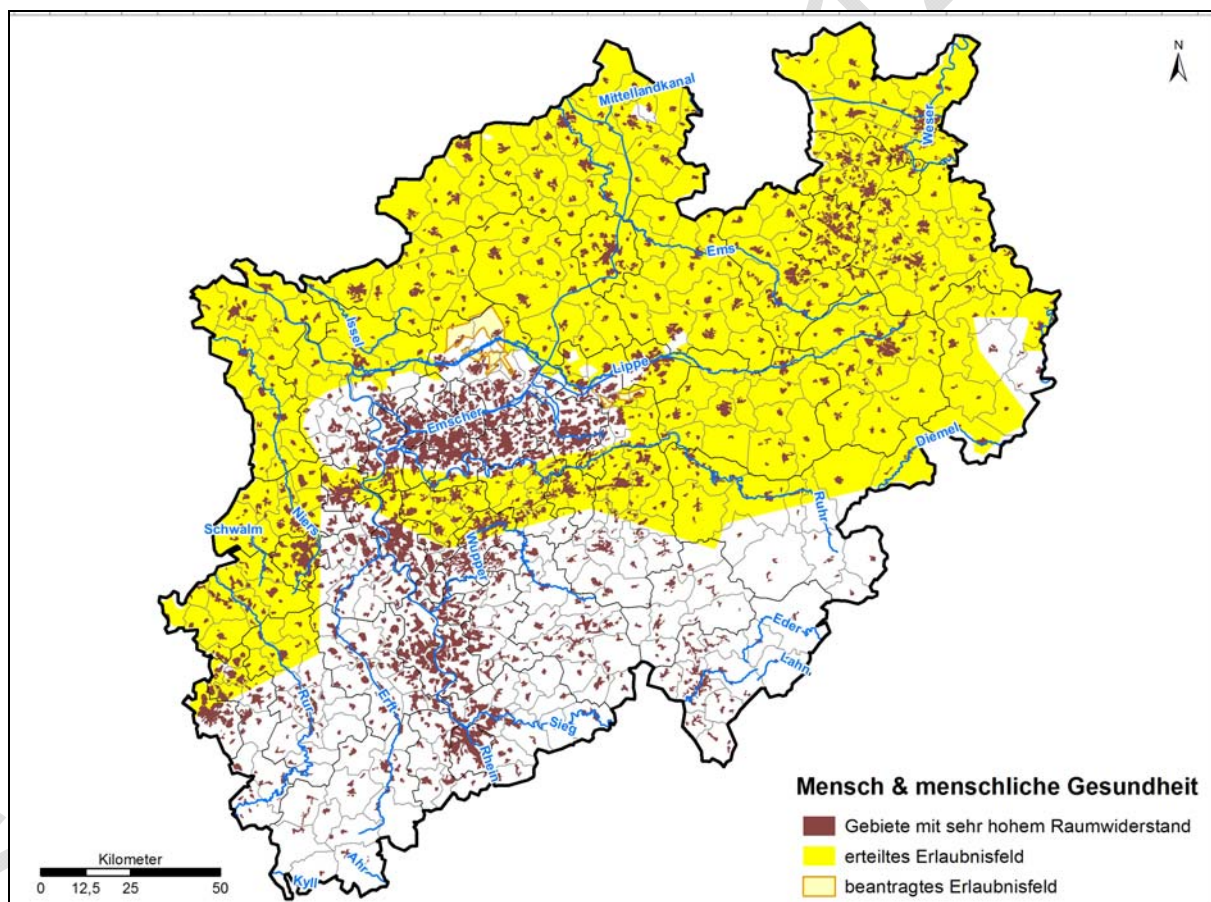 N
Mittellandkanal
Weser
Ems
Issel
Lippe
Emscher
Diemel
Ruhr
Niers
Schwalm
Wupper
Eder
Lahn
Rur
Erft
Sieg
Rhein
Ahr
Kyll
Mensch & menschliche Gesundheit
Gebiete mit sehr hohem Raumwiderstand
erteiltes Erlaubnisfeld
beantragtes Erlaubnisfeld
Kilometer
0 12,5 25 50